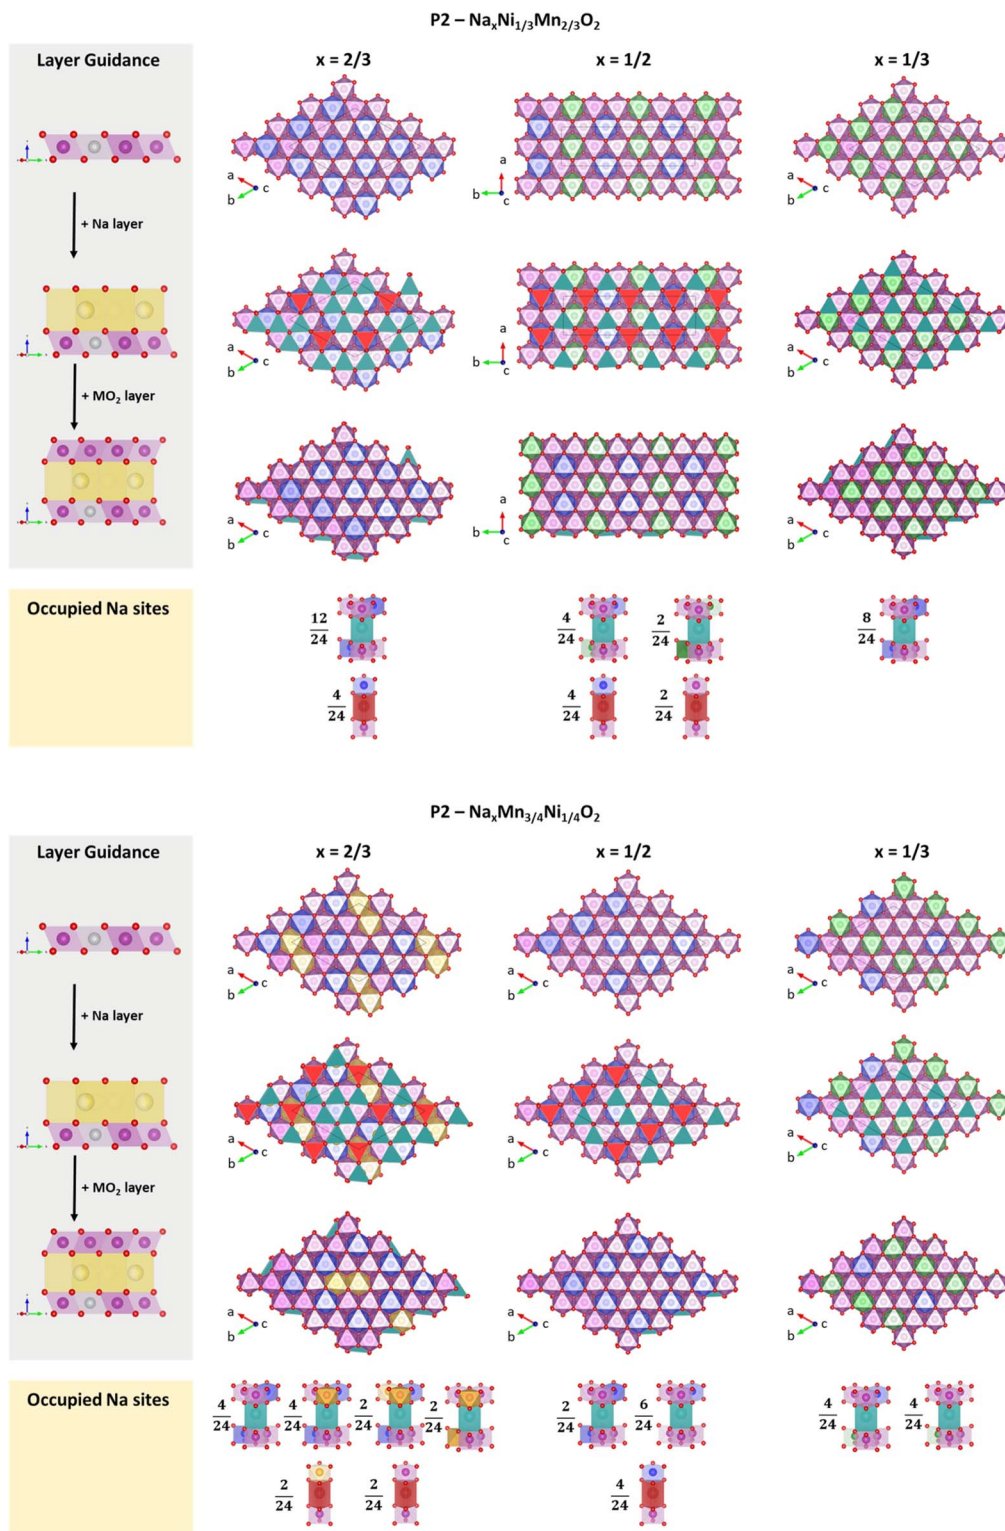 P2 – NaₓNi₁/₃Mn₂/₃O₂
Layer Guidance
x = 2/3
x = 1/2
x = 1/3
a
b
c
a
b
c
a
b
c
+ Na layer
a
b
c
a
b
c
a
b
c
+ MO₂ layer
a
b
c
a
b
c
a
b
c
Occupied Na sites
12/24
4/24
2/24
8/24
4/24
4/24
2/24
P2 – NaₓMn₃/₄Ni₁/₄O₂
Layer Guidance
x = 2/3
x = 1/2
x = 1/3
a
b
c
a
b
c
a
b
c
+ Na layer
a
b
c
a
b
c
a
b
c
+ MO₂ layer
a
b
c
a
b
c
a
b
c
Occupied Na sites
4/24
4/24
2/24
2/24
2/24
6/24
4/24
4/24
2/24
2/24
4/24